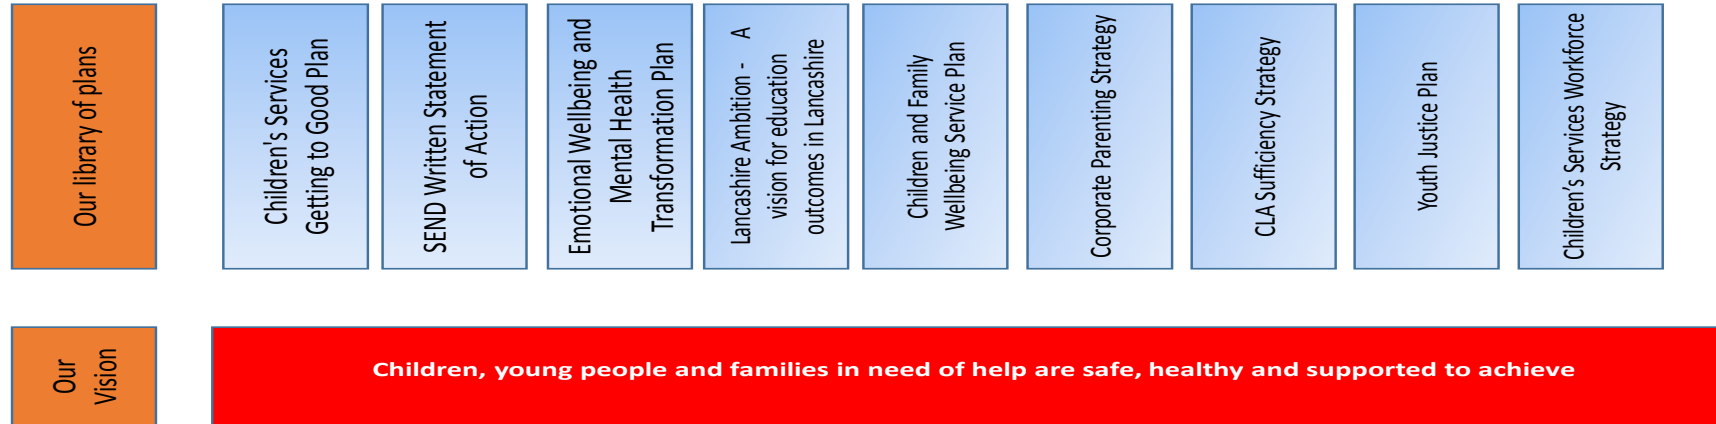 Our library of plans
Children's Services
Getting to Good Plan
SEND Written Statement
of Action
Emotional Wellbeing and
Mental Health
Transformation Plan
Lancashire Ambition - A
vision for education
outcomes in Lancashire
Children and Family
Wellbeing Service Plan
Corporate Parenting Strategy
CLA Sufficiency Strategy
Youth Justice Plan
Children's Services Workforce
Strategy
Our
Vision
Children, young people and families in need of help are safe, healthy and supported to achieve